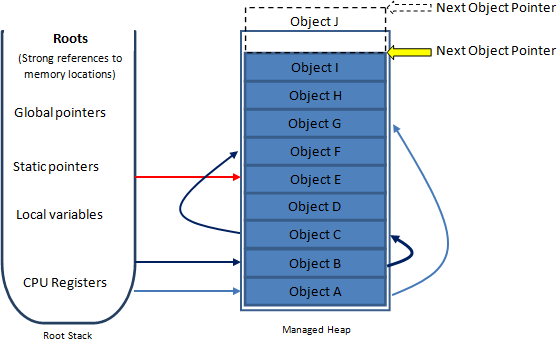 Object J
Next Object Pointer
Next Object Pointer
Roots
(Strong references to
memory locations)
Global pointers
Static pointers
Local variables
CPU Registers
Root Stack
Object I
Object H
Object G
Object F
Object E
Object D
Object C
Object B
Object A
Managed Heap